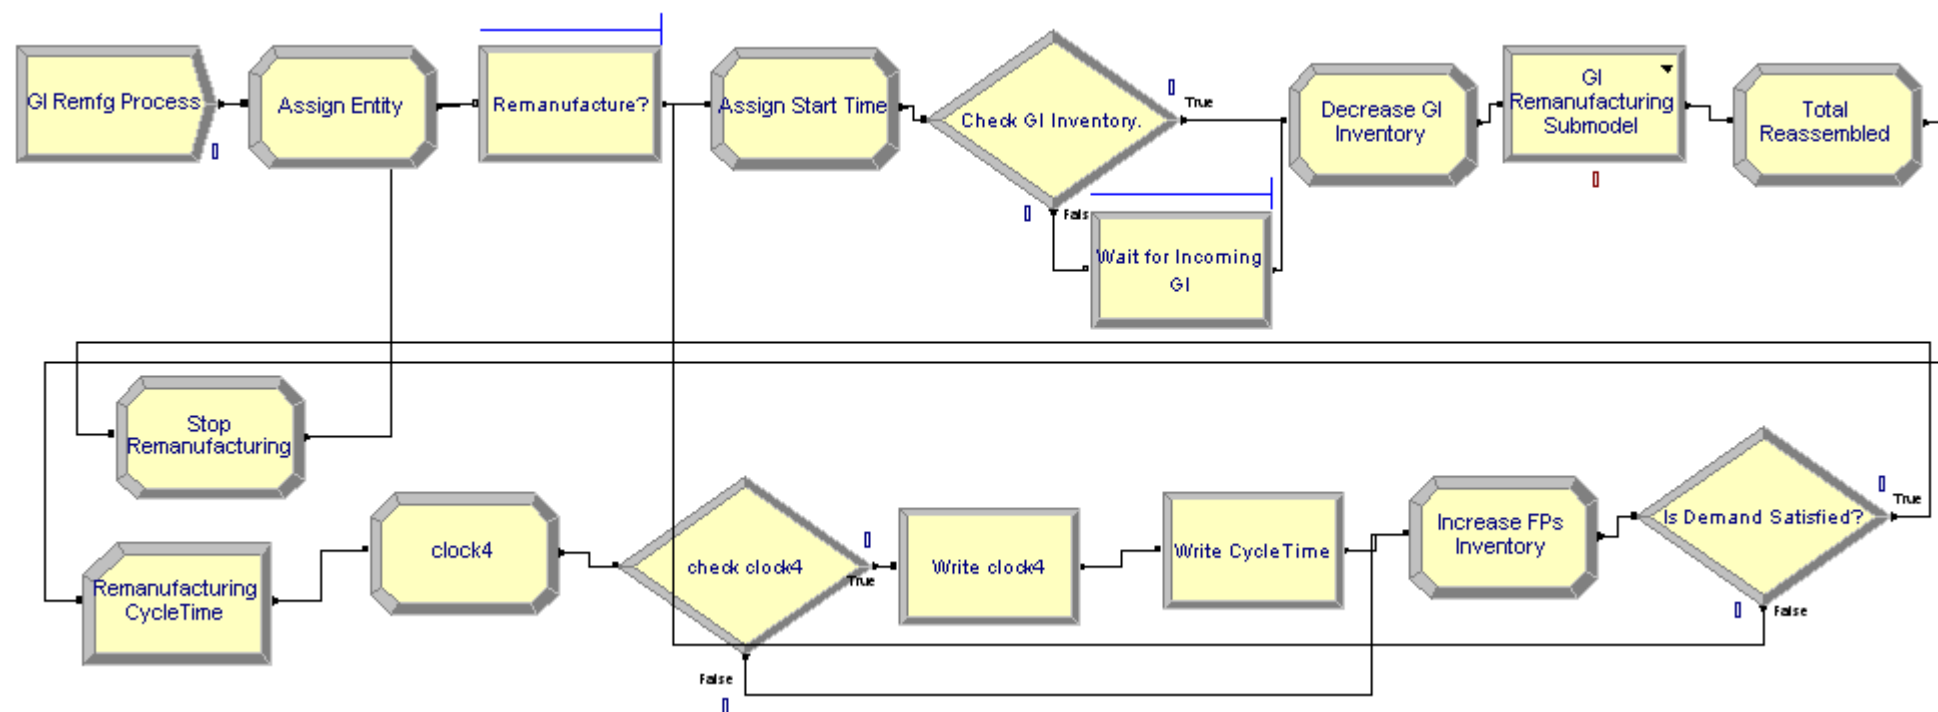 GI Remfg Process
Assign Entity
Remanufacture?
Assign Start Time
Check GI Inventory.
True
Fals
Wait for Incoming
GI
Decrease GI
Inventory
GI
Remanufacturing
Submodel
Total
Reassembled
Stop
Remanufacturing
Remanufacturing
CycleTime
clock4
check clock4
True
False
Write clock4
Write CycleTime
Increase FPs
Inventory
Is Demand Satisfied?
True
False